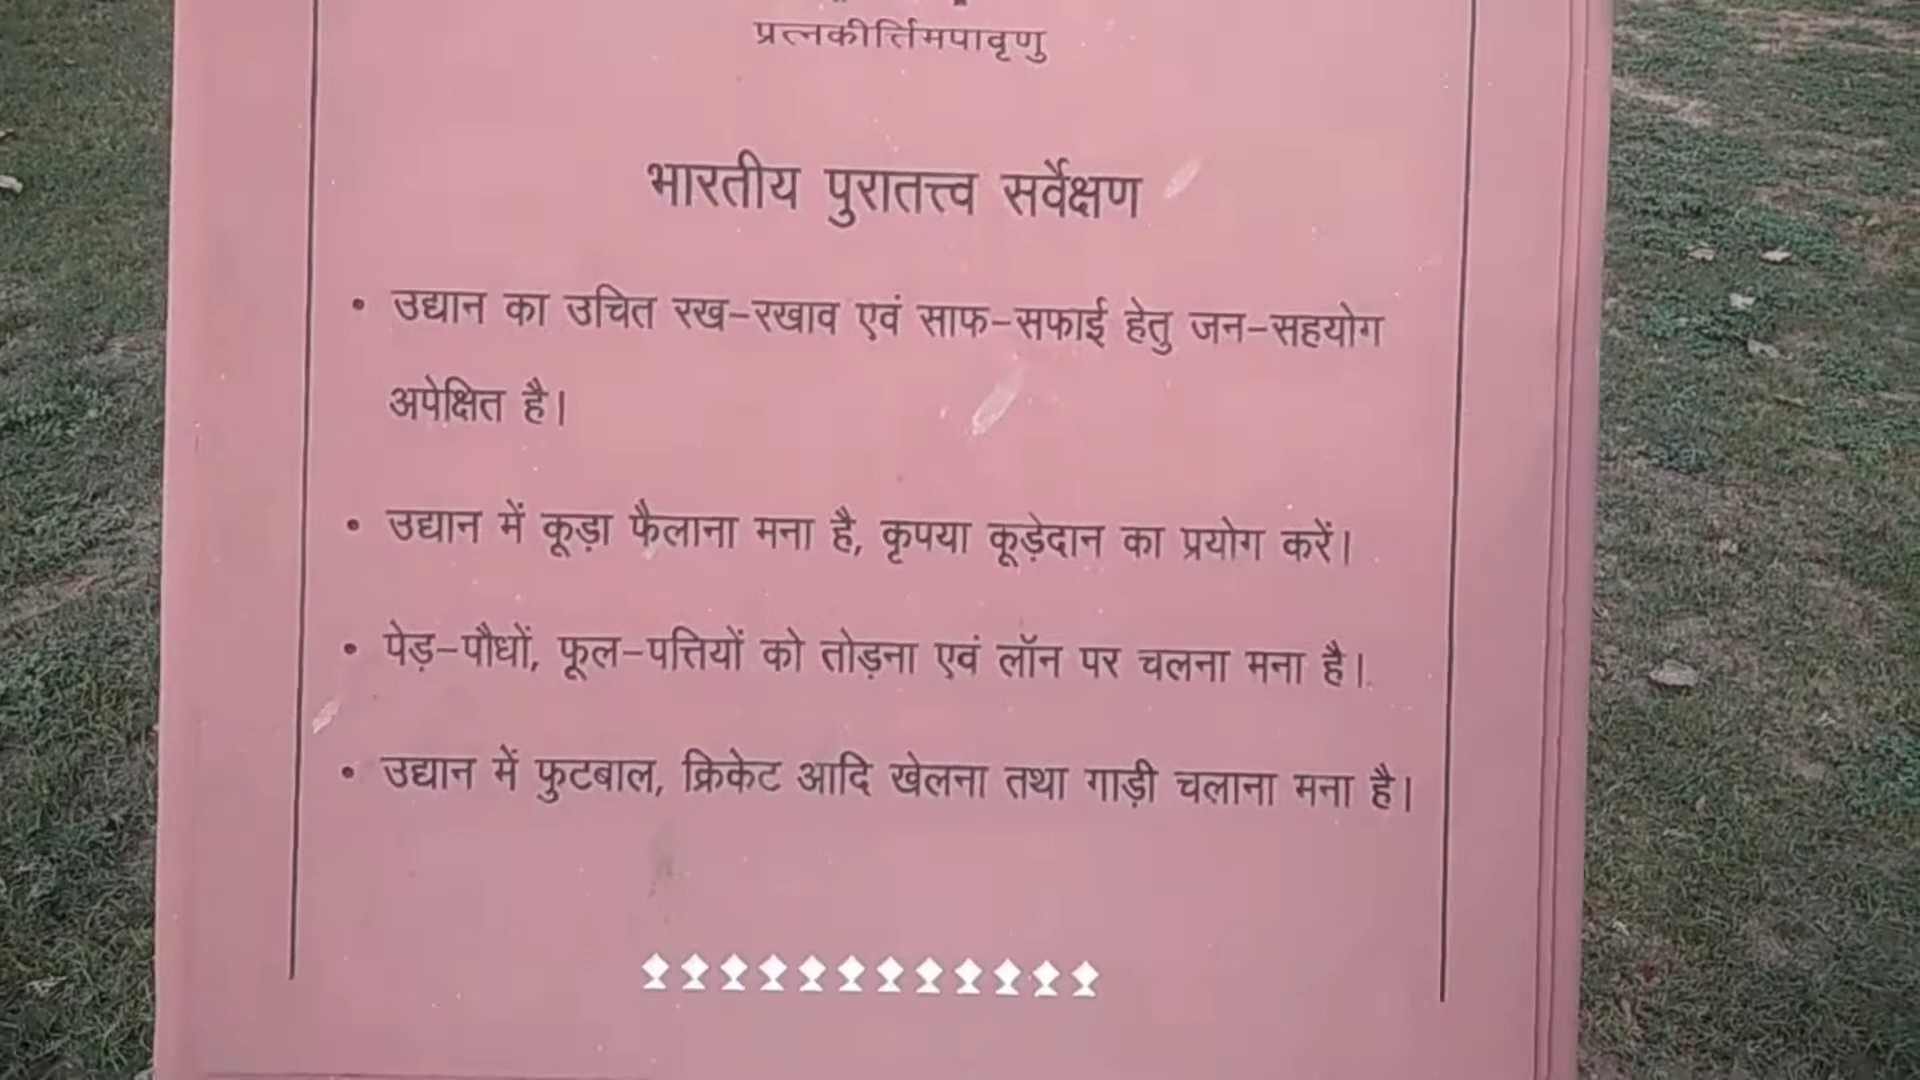 प्रत्नकीर्त्तिमपावृणु
भारतीय पुरातत्त्व सर्वेक्षण
• उद्यान का उचित रख-रखाव एवं साफ-सफाई हेतु जन-सहयोग
अपेक्षित है।
• उद्यान में कूड़ा फैलाना मना है, कृपया कूड़ेदान का प्रयोग करें।
• पेड़-पौधों, फूल-पत्तियों को तोड़ना एवं लॉन पर चलना मना है।
• उद्यान में फुटबाल, क्रिकेट आदि खेलना तथा गाड़ी चलाना मना है।